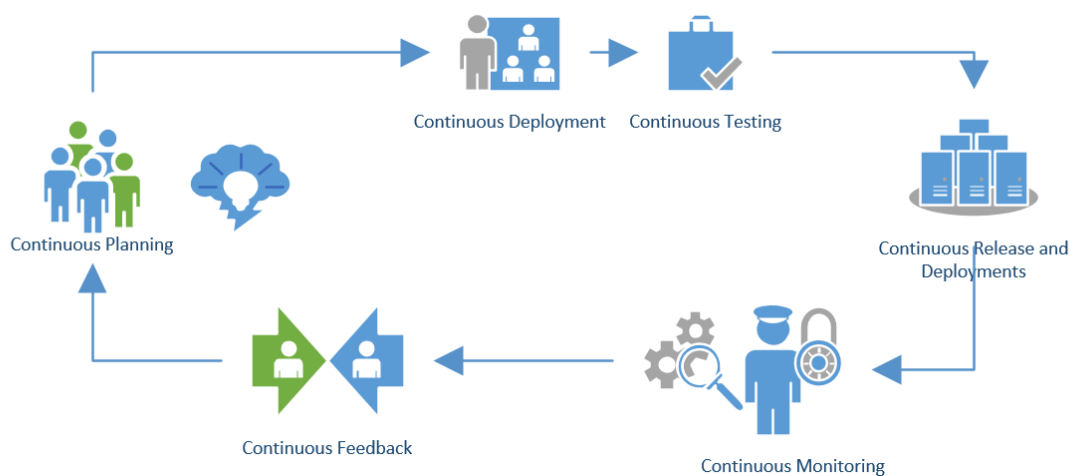 Continuous Deployment
Continuous Testing
Continuous Planning
Continuous Release and
Deployments
Continuous Feedback
Continuous Monitoring